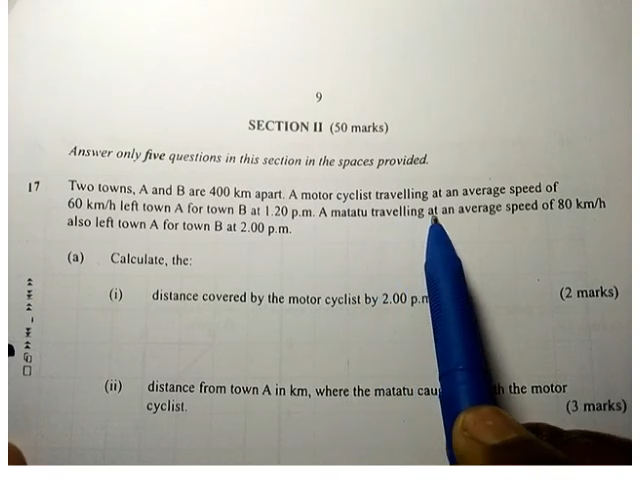 9
SECTION II (50 marks)
Answer only five questions in this section in the spaces provided.
17 Two towns, A and B are 400 km apart. A motor cyclist travelling at an average speed of
60 km/h left town A for town B at 1.20 p.m. A matatu travelling at an average speed of 80 km/h
also left town A for town B at 2.00 p.m.
(a) Calculate, the:
(i) distance covered by the motor cyclist by 2.00 (2 marks)
(ii) distance from town A in km, where the matatu the motor
cyclist. (3 marks)